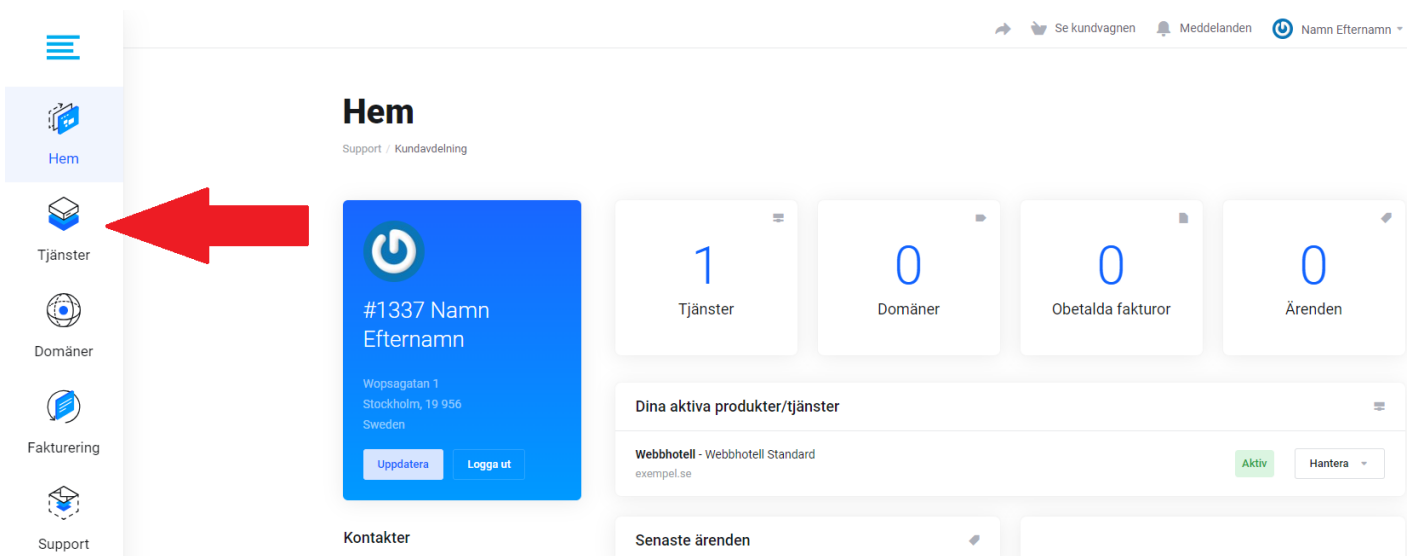 Se kundvagnen
Meddelanden
Namn Efternamn
Hem
Tjänster
Domäner
Fakturering
Support
Hem
Support / Kundavdelning
#1337 Namn
Efternamn
Wopsagatan 1
Stockholm, 19 956
Sweden
Uppdatera
Logga ut
Kontakter
1
Tjänster
0
Domäner
0
Obetalda fakturor
0
Ärenden
Dina aktiva produkter/tjänster
Webbhotell - Webbhotell Standard
exempel.se
Aktiv
Hantera
Senaste ärenden